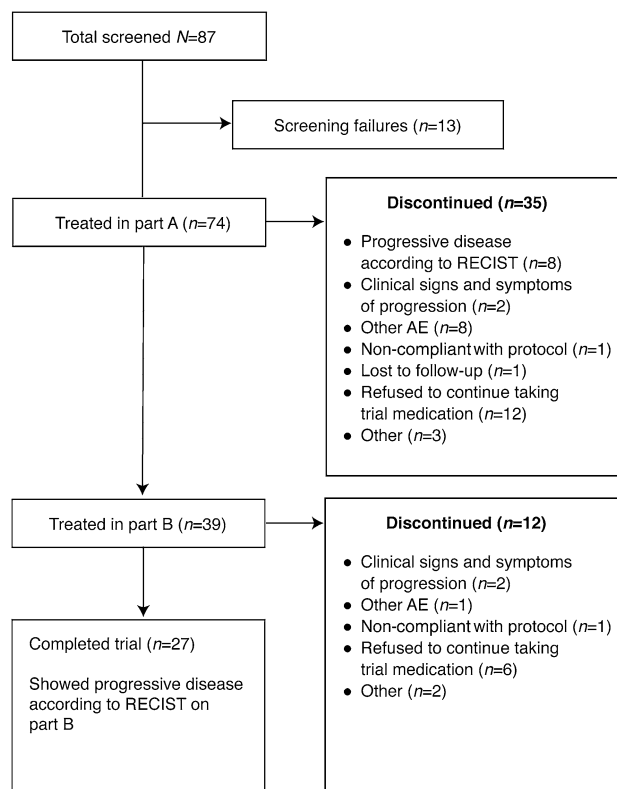 Total screened N=87
Screening failures (n=13)
Treated in part A (n=74)
Discontinued (n=35)
● Progressive disease
according to RECIST (n=8)
● Clinical signs and symptoms
of progression (n=2)
● Other AE (n=8)
● Non-compliant with protocol (n=1)
● Lost to follow-up (n=1)
● Refused to continue taking
trial medication (n=12)
● Other (n=3)
Treated in part B (n=39)
Discontinued (n=12)
● Clinical signs and symptoms
of progression (n=2)
● Other AE (n=1)
● Non-compliant with protocol (n=1)
● Refused to continue taking
trial medication (n=6)
● Other (n=2)
Completed trial (n=27)
Showed progressive disease
according to RECIST on
part B